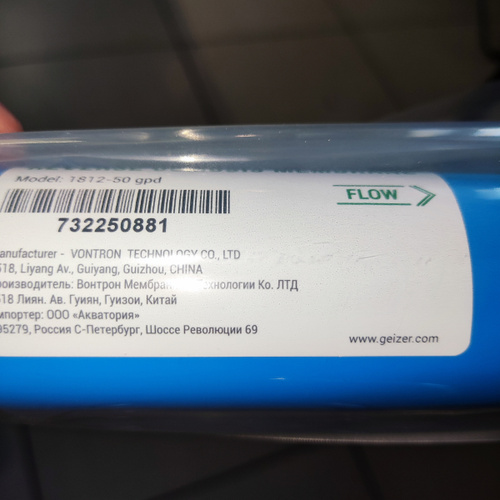 Model: 1812-50 gpd
FLOW
732250881
anufacturer - VONTRON TECHNOLOGY CO., LTD
518, Liyang Av., Guiyang, Guizhou, CHINA
роизводитель: Вонтрон Мембран Технологии Ко. ЛТД
518 Лиян. Ав. Гуиян, Гуизои, Китай
мпортер: ООО «Акватория»
95279, Россия С-Петербург, Шоссе Революции 69
www.geizer.com